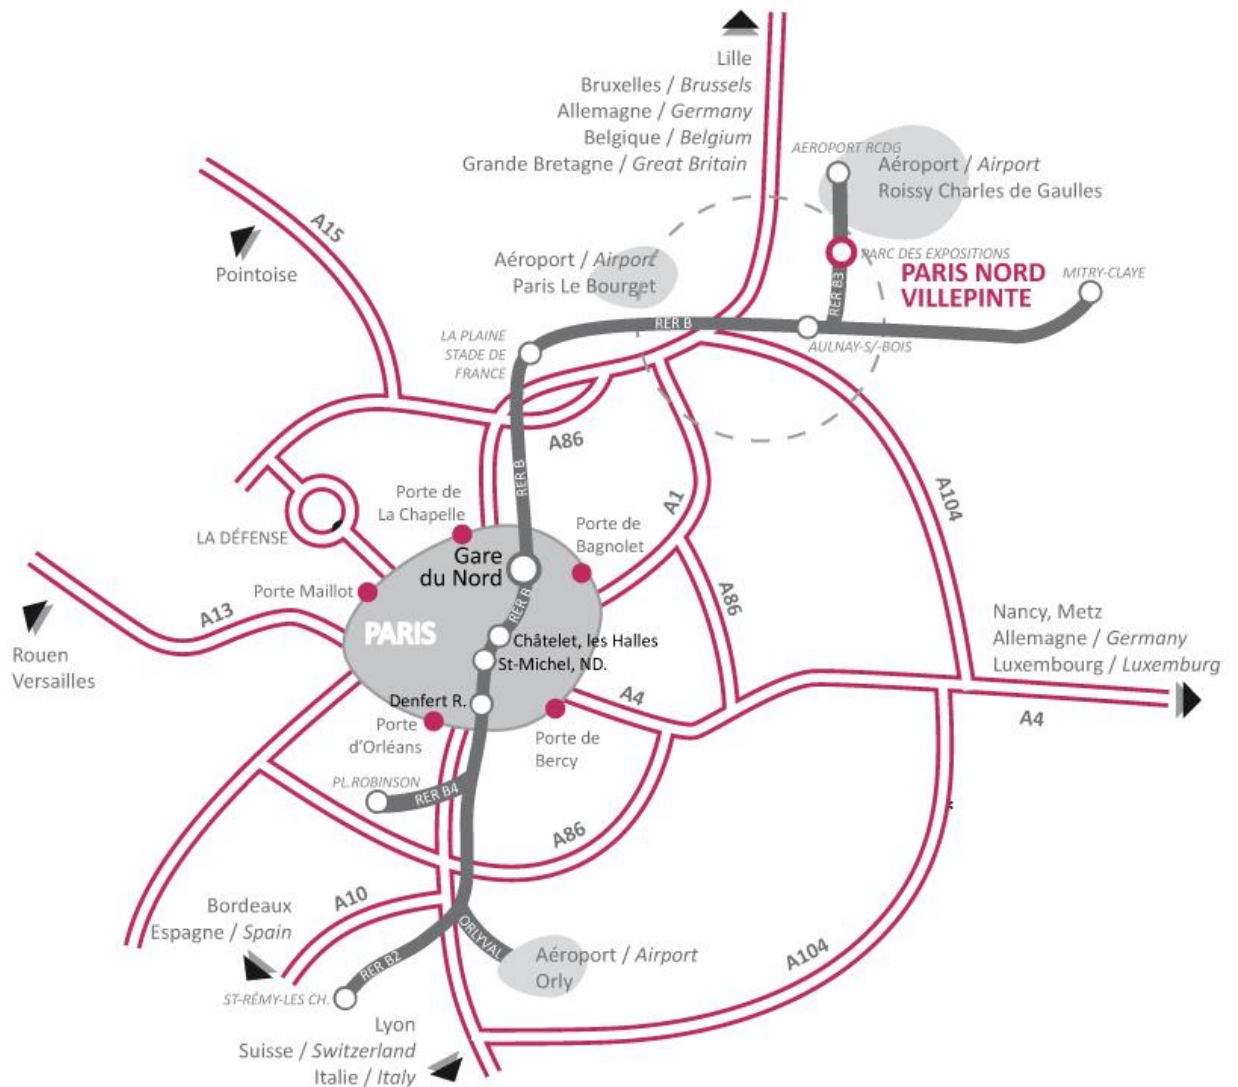 Lille
Bruxelles / Brussels
Allemagne / Germany
Belgique / Belgium
Grande Bretagne / Great Britain
AEROPORT RCDG
Aéroport / Airport
Roissy Charles de Gaulles
A15
Pointoise
Aéroport / Airport
Paris Le Bourget
PARC DES EXPOSITIONS
PARIS NORD
VILLEPINTE
MITRY-CLAYE
RER B3
RER B
LA PLAINE
STADE DE
FRANCE
AULNAY-S/-BOIS
A86
RER B
A1
A104
Porte de
La Chapelle
Porte de
Bagnolet
LA DÉFENSE
Gare
du Nord
Porte Maillot
RER B
A86
A13
PARIS
Châtelet, les Halles
St-Michel, ND.
Rouen
Versailles
Nancy, Metz
Allemagne / Germany
Luxembourg / Luxemburg
Denfert R.
A4
A4
Porte
d'Orléans
Porte de
Bercy
PL.ROBINSON
RER B4
A86
A10
Bordeaux
Espagne / Spain
ORLYVAL
Aéroport / Airport
Orly
RER B2
A104
ST-RÉMY-LES CH.
Lyon
Suisse / Switzerland
Italie / Italy